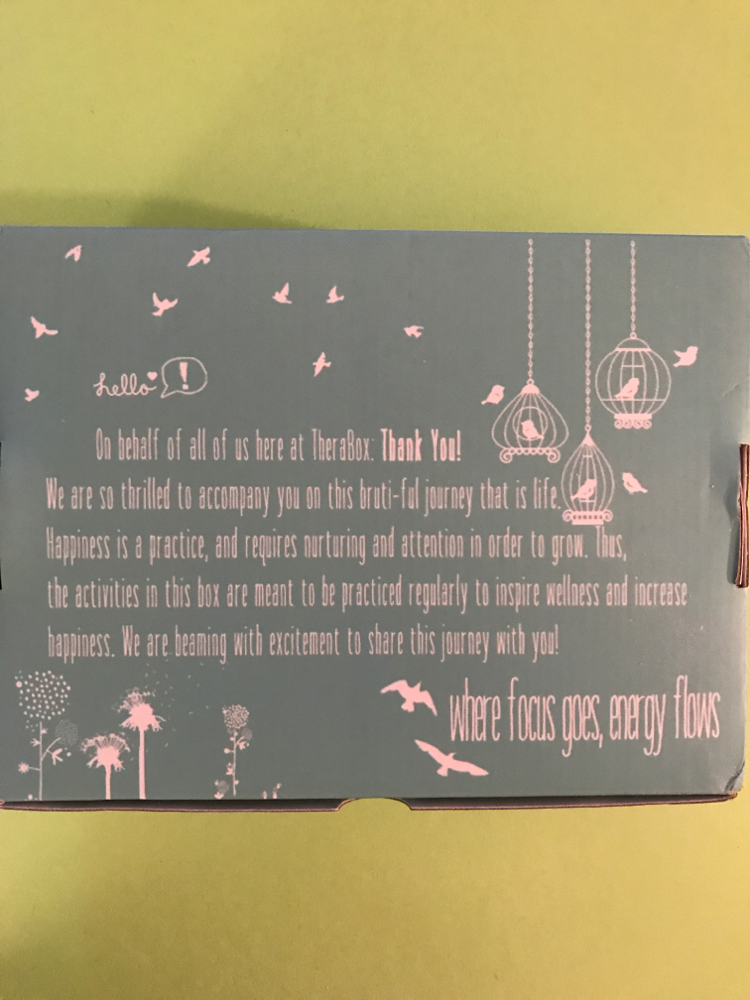 hello !
On behalf of all of us here at TheraBox: Thank You!
We are so thrilled to accompany you on this bruti-ful journey that is life.
Happiness is a practice, and requires nurturing and attention in order to grow. Thus,
the activities in this box are meant to be practiced regularly to inspire wellness and increase
happiness. We are beaming with excitement to share this journey with you!
where focus goes, energy flows